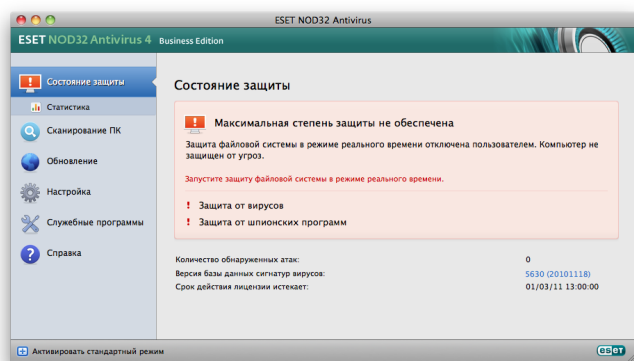 ESET NOD32 Antivirus
ESET NOD32 Antivirus 4 Business Edition
Состояние защиты
Статистика
Сканирование ПК
Обновление
Настройка
Служебные программы
Справка
Состояние защиты
Максимальная степень защиты не обеспечена
Защита файловой системы в режиме реального времени отключена пользователем. Компьютер не
защищен от угроз.
Запустите защиту файловой системы в режиме реального времени.
! Защита от вирусов
! Защита от шпионских программ
Количество обнаруженных атак: 0
Версия базы данных сигнатур вирусов: 5630 (20101118)
Срок действия лицензии истекает: 01/03/11 13:00:00
Активировать стандартный режим
eset